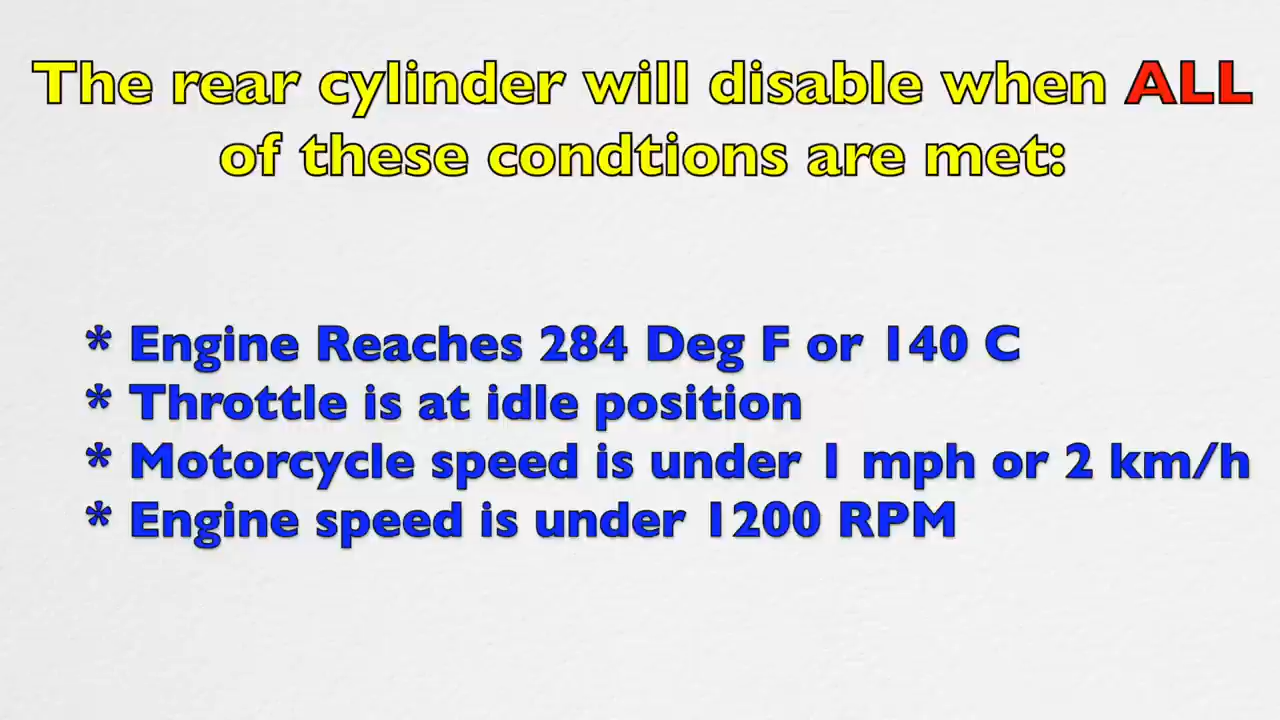 The rear cylinder will disable when ALL
of these condtions are met:
* Engine Reaches 284 Deg F or 140 C
* Throttle is at idle position
* Motorcycle speed is under 1 mph or 2 km/h
* Engine speed is under 1200 RPM